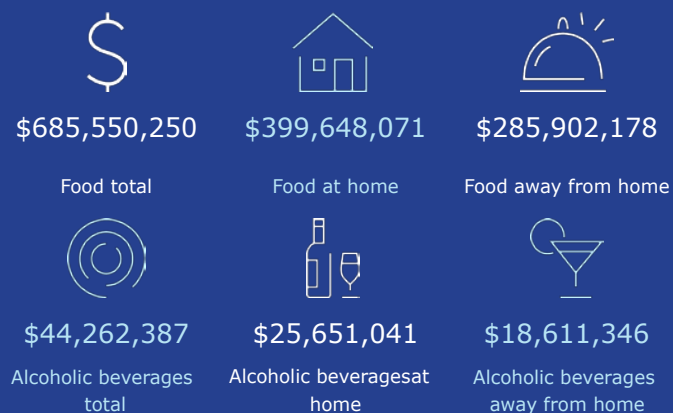 $685,550,250
$399,648,071
$285,902,178
Food total
Food at home
Food away from home
$44,262,387
$25,651,041
$18,611,346
Alcoholic beverages
total
Alcoholic beveragesat
home
Alcoholic beverages
away from home